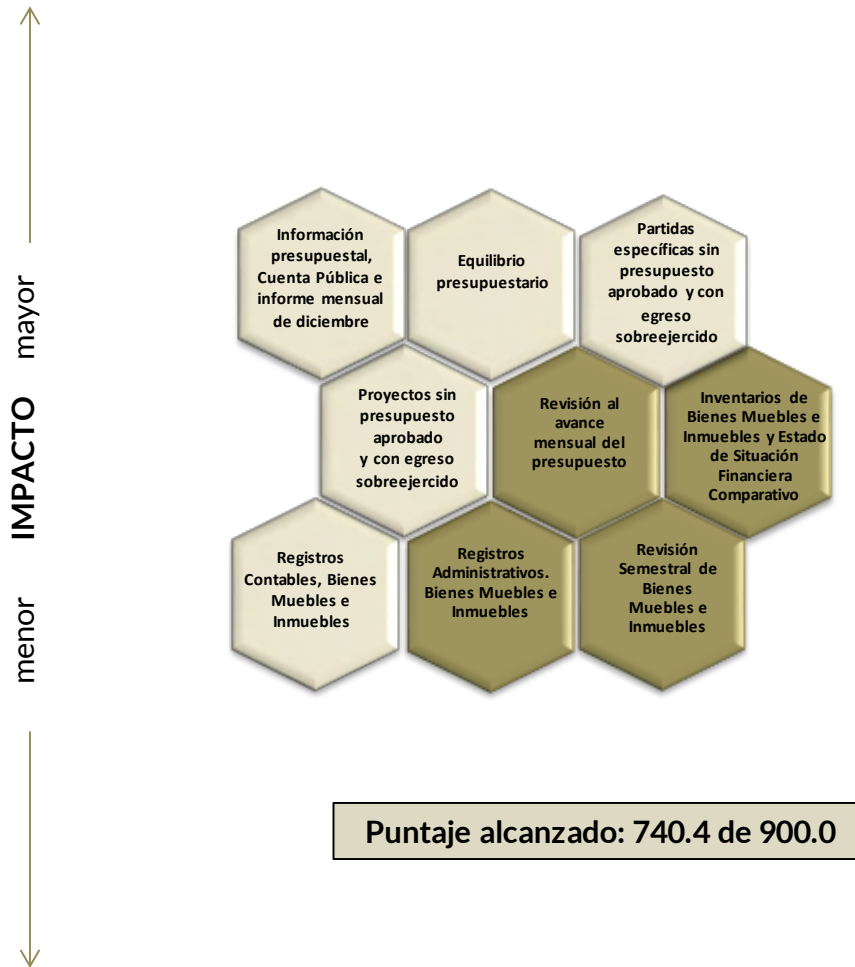 mayor
IMPACTO
menor
Información
presupuestal,
Cuenta Pública e
informe mensual
de diciembre
Equilibrio
presupuestario
Partidas
específicas sin
presupuesto
aprobado y con
egreso
sobreejercido
Proyectos sin
presupuesto
aprobado
y con egreso
sobreejercido
Revisión al
avance
mensual del
presupuesto
Inventarios de
Bienes Muebles e
Inmuebles y Estado
de Situación
Financiera
Comparativo
Registros
Contables, Bienes
Muebles e
Inmuebles
Registros
Administrativos.
Bienes Muebles e
Inmuebles
Revisión
Semestral de
Bienes
Muebles e
Inmuebles
Puntaje alcanzado: 740.4 de 900.0